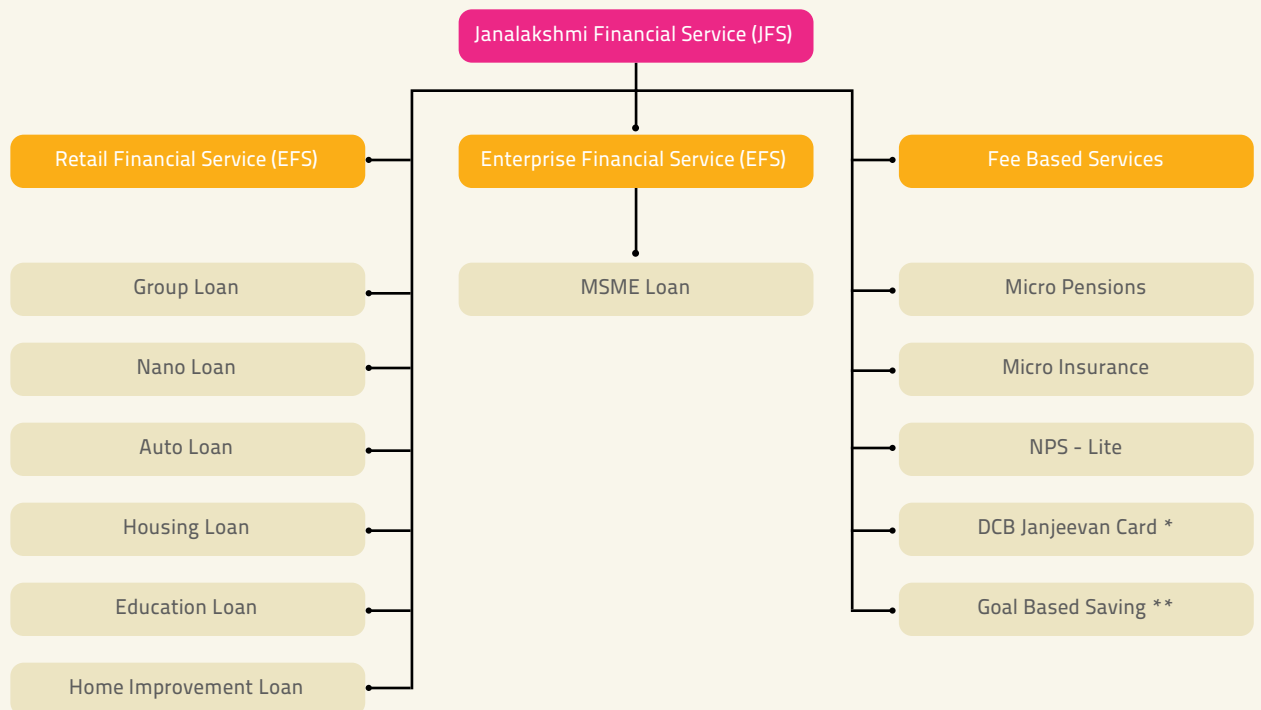 Janalakshmi Financial Service (JFS)
Retail Financial Service (EFS)
Enterprise Financial Service (EFS)
Fee Based Services
Group Loan
MSME Loan
Micro Pensions
Nano Loan
Micro Insurance
Auto Loan
NPS - Lite
Housing Loan
DCB Janjeevan Card *
Education Loan
Goal Based Saving **
Home Improvement Loan